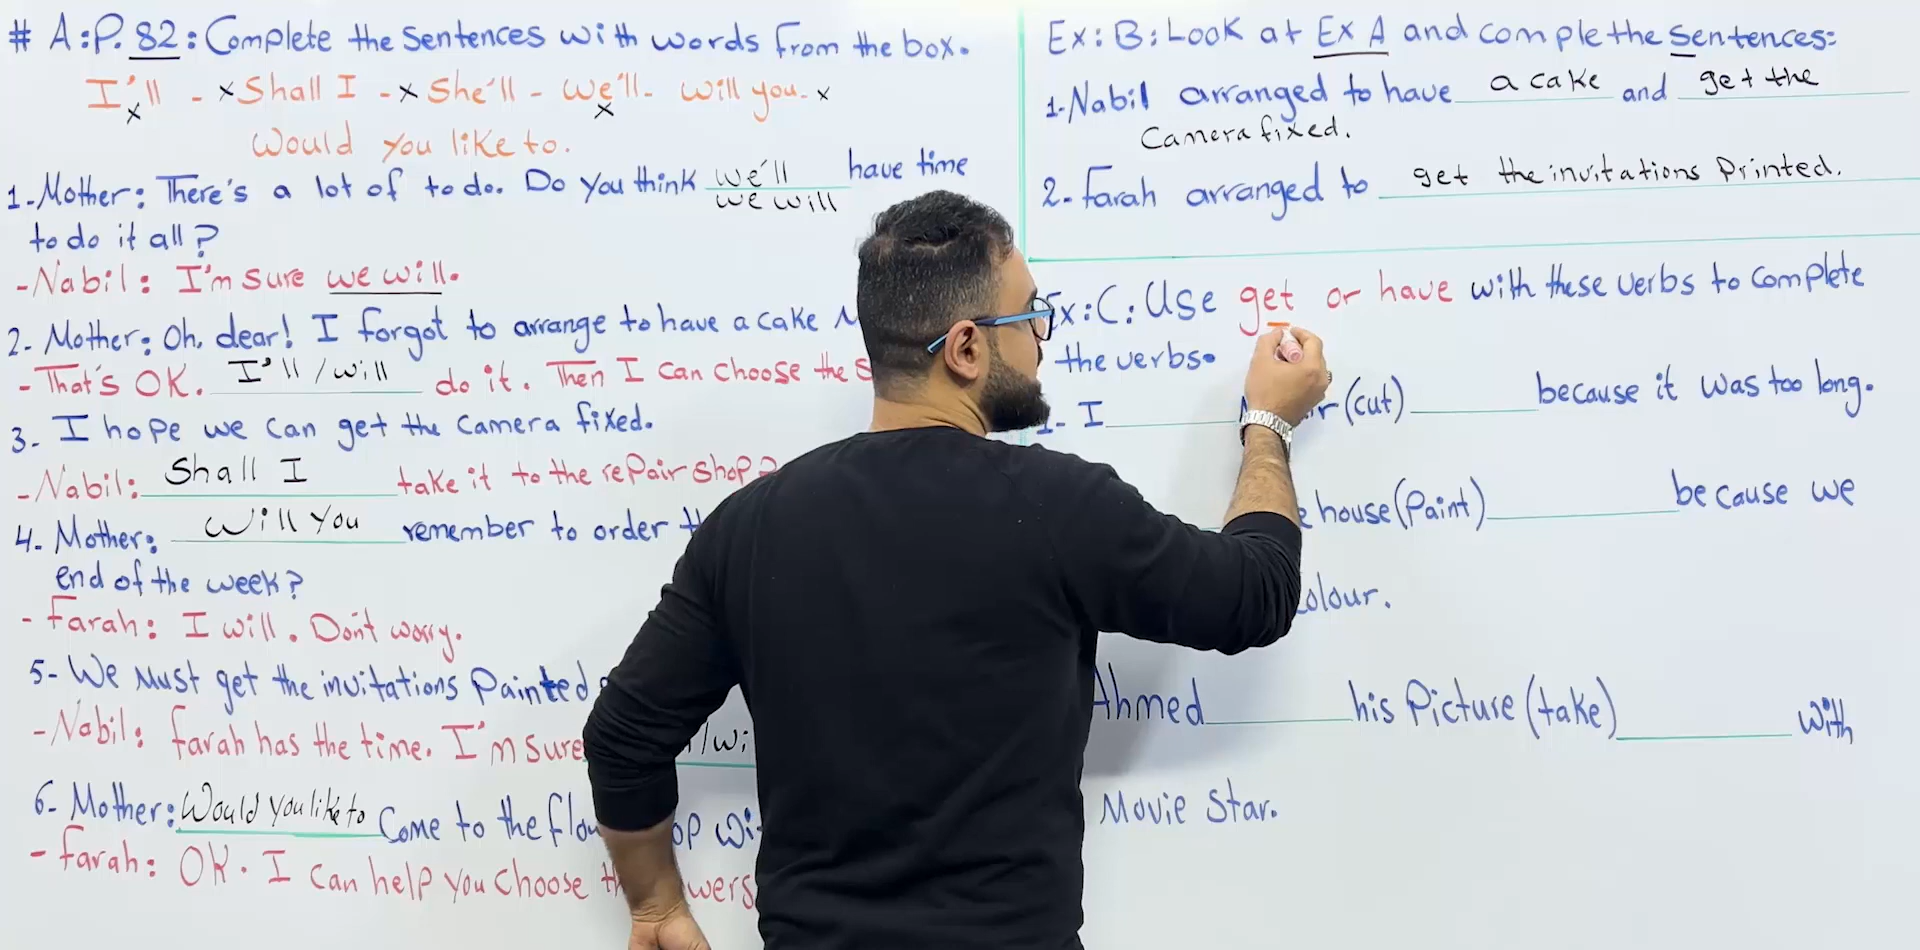 # A:P. 82: Complete the sentences with words from the box.
I'll - Shall I - She'll - we'll - will you -
Would you like to.
1- Mother: There's a lot of to do. Do you think we'll have time
we will
to do it all?
- Nabil: I'm sure we will.
2- Mother: Oh, dear! I forgot to arrange to have a cake
- That's OK. I'll / will do it. Then I can choose the
3- I hope we can get the camera fixed.
- Nabil: Shall I take it to the repair shop?
4- Mother: Will you remember to order
end of the week?
- Farah: I will. Don't worry.
5- We must get the invitations Painted
- Nabil: farah has the time. I'm sure
6- Mother: Would you like to Come to the
- farah: OK. I can help you choose
Ex: B: Look at Ex A and complete the sentences:
1- Nabil arranged to have a cake and get the
Camera fixed.
2- Farah arranged to get the invitations Printed.
Ex: C: Use get or have with these verbs to complete
the verbs.
1- I (cut) because it was too long.
house (Paint) because we
colour.
Ahmed his Picture (take) with
Movie Star.